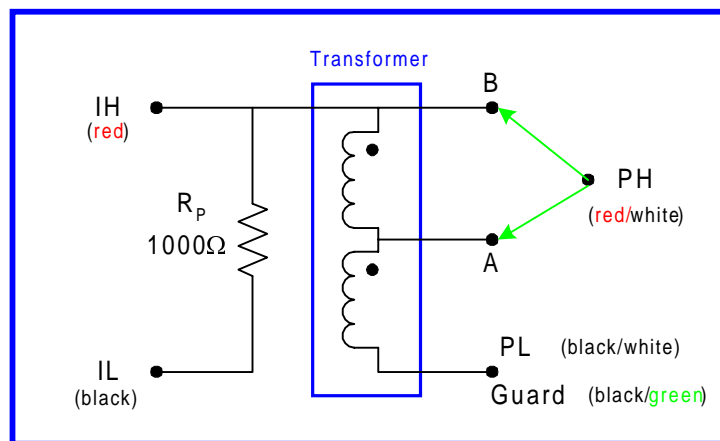 Transformer
B
IH
(red)
PH
(red/white)
R_P
1000Ω
A
IL
(black)
PL (black/white)
Guard (black/green)